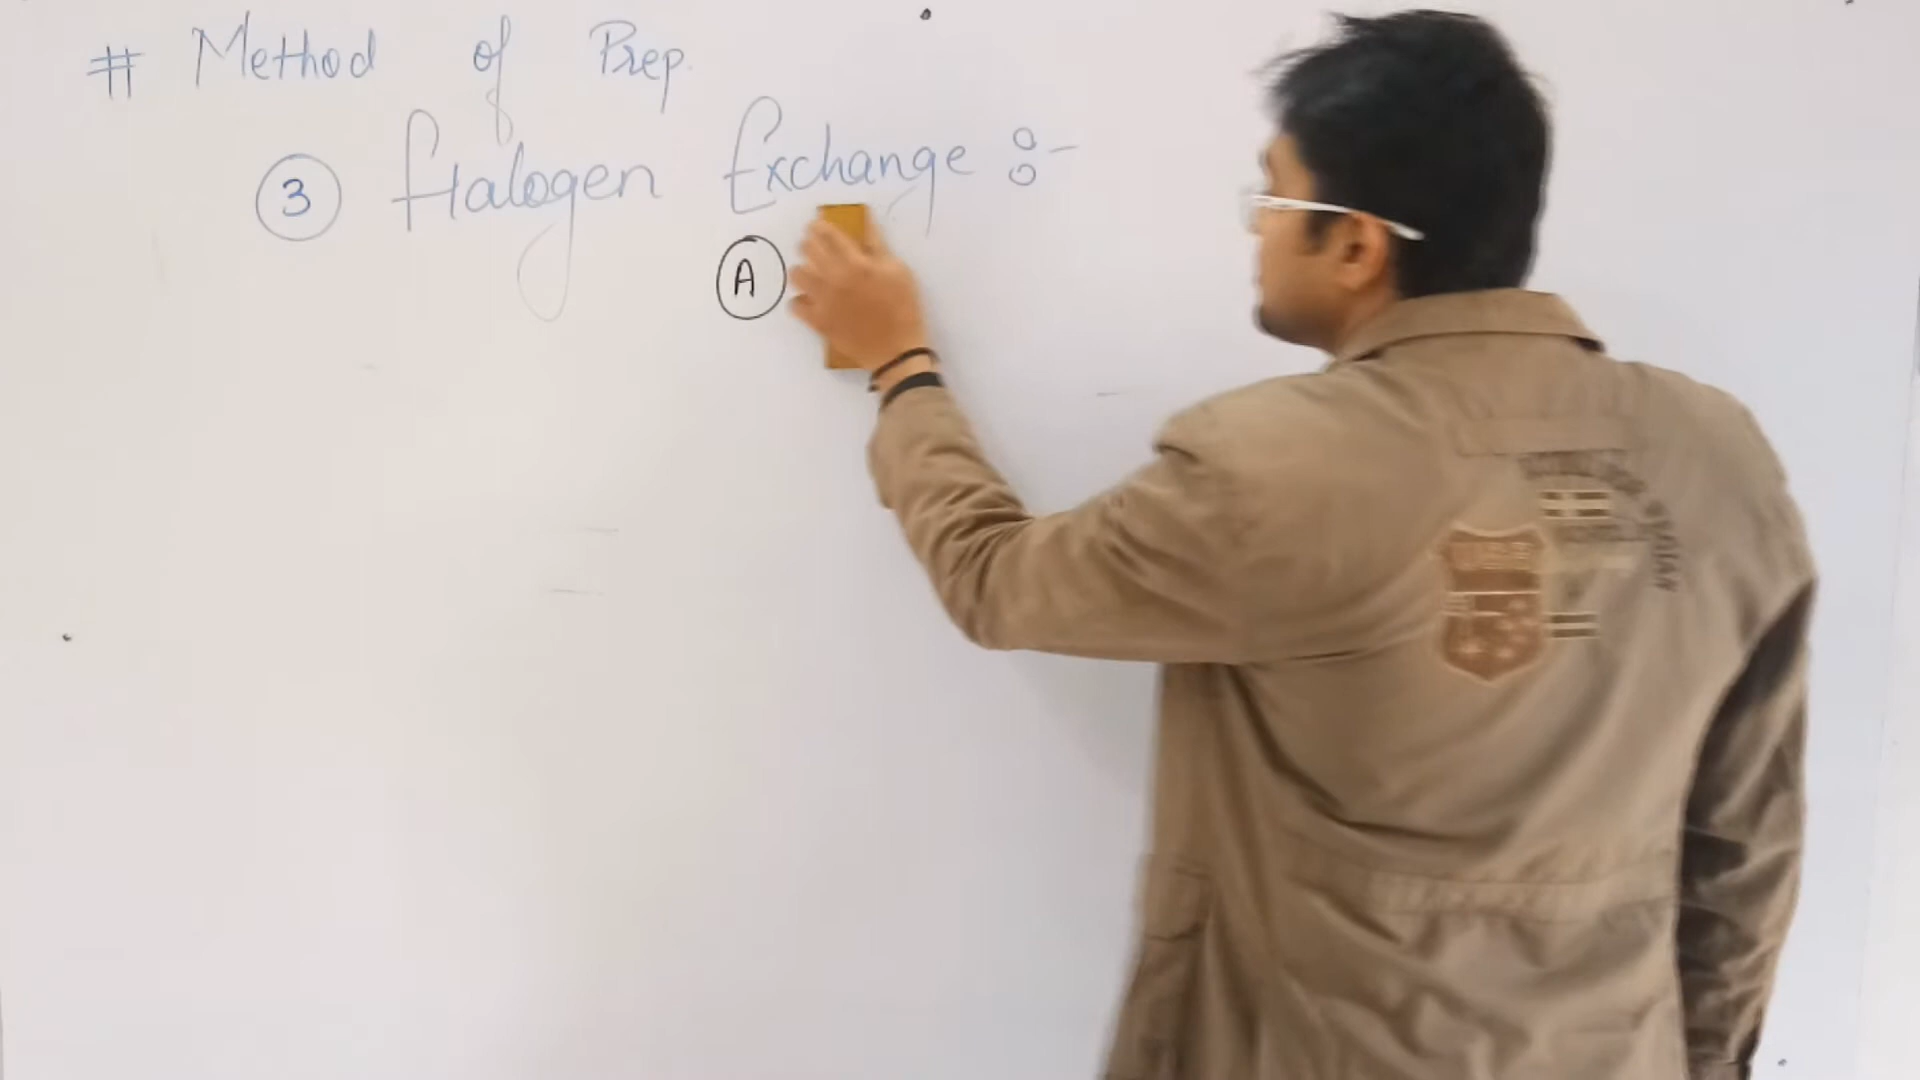 # Method of Prep.
3 Halogen Exchange :-
A